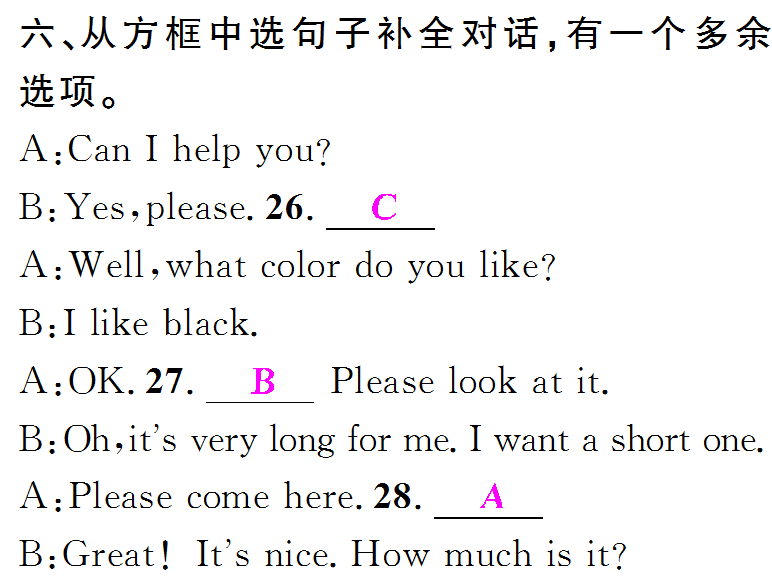 六、从方框中选句子补全对话,有一个多余
选项。
A:Can I help you?
B:Yes,please. 26. C
A:Well,what color do you like?
B:I like black.
A:OK. 27. B Please look at it.
B:Oh,it's very long for me. I want a short one.
A:Please come here. 28. A
B:Great! It's nice. How much is it?